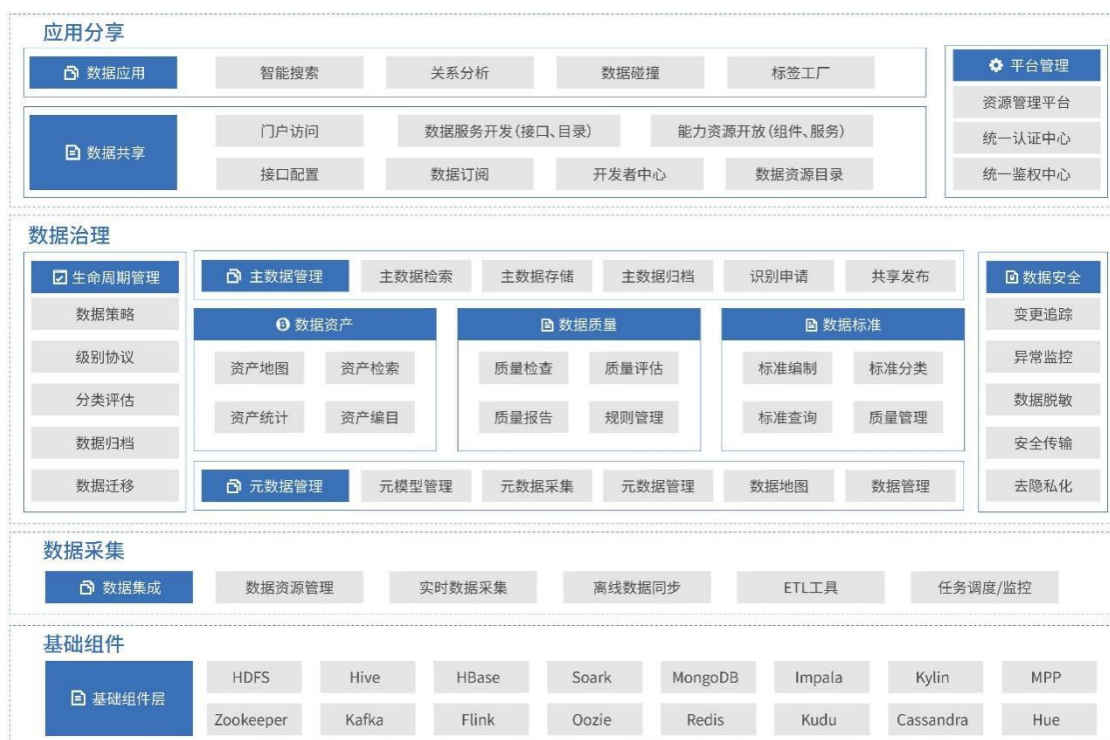 应用分享
数据应用 智能搜索 关系分析 数据碰撞 标签工厂
数据共享
门户访问 数据服务开发(接口、目录) 能力资源开放(组件、服务)
接口配置 数据订阅 开发者中心 数据资源目录
平台管理
资源管理平台
统一认证中心
统一鉴权中心
数据治理
生命周期管理
数据策略
级别协议
分类评估
数据归档
数据迁移
主数据管理 主数据检索 主数据存储 主数据归档 识别申请 共享发布
数据资产
资产地图 资产检索
资产统计 资产编目
数据质量
质量检查 质量评估
质量报告 规则管理
数据标准
标准编制 标准分类
标准查询 质量管理
元数据管理 元模型管理 元数据采集 元数据管理 数据地图 数据管理
数据安全
变更追踪
异常监控
数据脱敏
安全传输
去隐私化
数据采集
数据集成 数据资源管理 实时数据采集 离线数据同步 ETL工具 任务调度/监控
基础组件
基础组件层
HDFS Hive HBase Soark MongoDB Impala Kylin MPP
Zookeeper Kafka Flink Oozie Redis Kudu Cassandra Hue